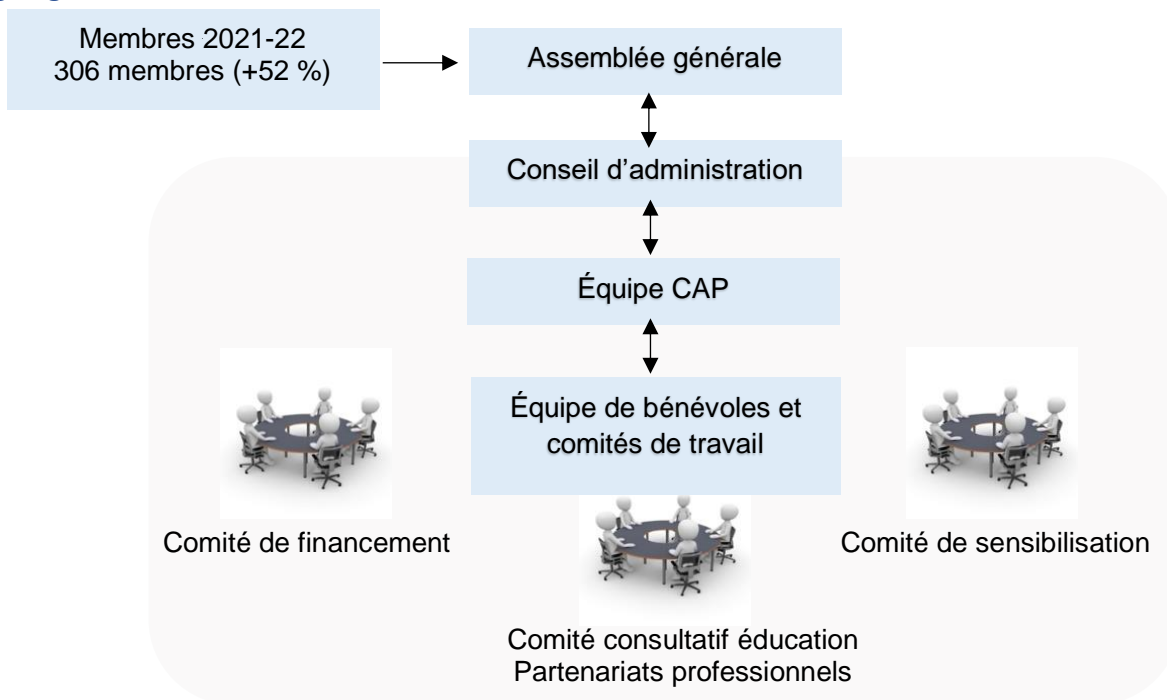 Membres 2021-22
306 membres (+52 %)
Assemblée générale
Conseil d’administration
Équipe CAP
Équipe de bénévoles et
comités de travail
Comité de financement
Comité de sensibilisation
Comité consultatif éducation
Partenariats professionnels